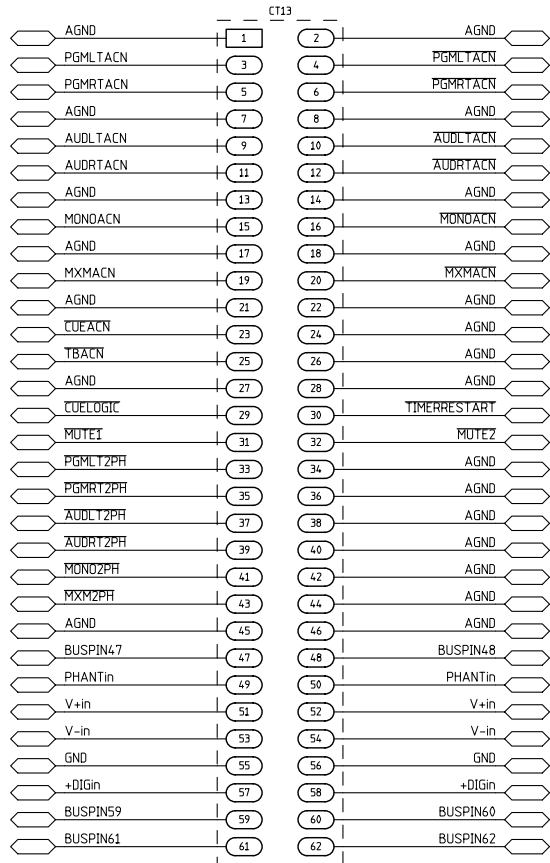 CT13
AGND 1 2 AGND
PGMLTACN 3 4 PGMLTACN
PGMRTACN 5 6 PGMRTACN
AGND 7 8 AGND
AUDLTACN 9 10 AUDLTACN
AUDRTACN 11 12 AUDRTACN
AGND 13 14 AGND
MONOACN 15 16 MONOACN
AGND 17 18 AGND
MXMACN 19 20 MXMACN
AGND 21 22 AGND
CUEACN 23 24 AGND
TBACN 25 26 AGND
AGND 27 28 AGND
CUELOGIC 29 30 TIMERRESTART
MUTE1 31 32 MUTE2
PGMLT2PH 33 34 AGND
PGMRT2PH 35 36 AGND
AUDLT2PH 37 38 AGND
AUDRT2PH 39 40 AGND
MONO2PH 41 42 AGND
MXM2PH 43 44 AGND
AGND 45 46 AGND
BUSPIN47 47 48 BUSPIN48
PHANTin 49 50 PHANTin
V+in 51 52 V+in
V-in 53 54 V-in
GND 55 56 GND
+DIGin 57 58 +DIGin
BUSPIN59 59 60 BUSPIN60
BUSPIN61 61 62 BUSPIN62